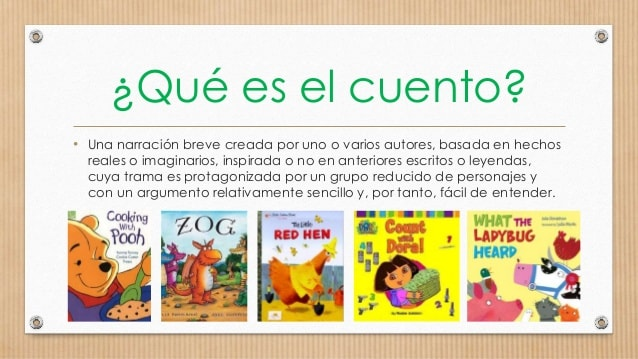 ¿Qué es el cuento?
• Una narración breve creada por uno o varios autores, basada en hechos
reales o imaginarios, inspirada o no en anteriores escritos o leyendas,
cuya trama es protagonizada por un grupo reducido de personajes y
con un argumento relativamente sencillo y, por tanto, fácil de entender.
Cooking
With
Pooh
ZOG
The Little
RED HEN
Count
with
Dora!
WHAT THE
LADYBUG
HEARD
Julia Donaldson